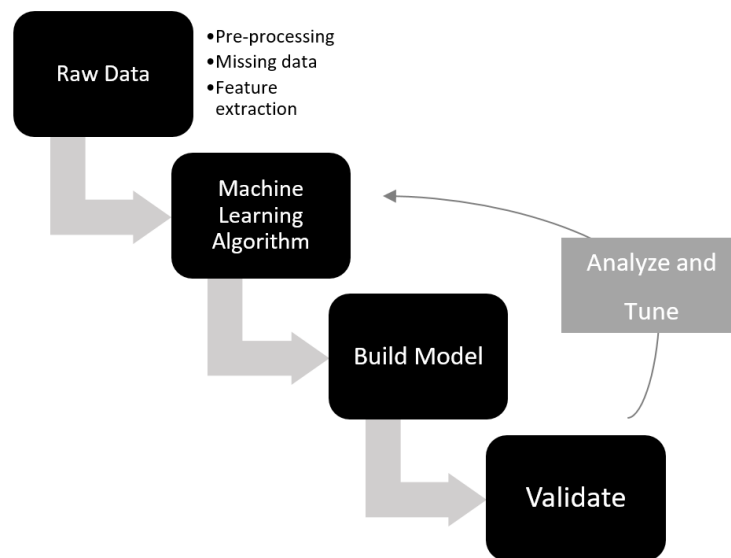 Raw Data
•Pre-processing
•Missing data
•Feature
extraction
Machine
Learning
Algorithm
Analyze and
Tune
Build Model
Validate